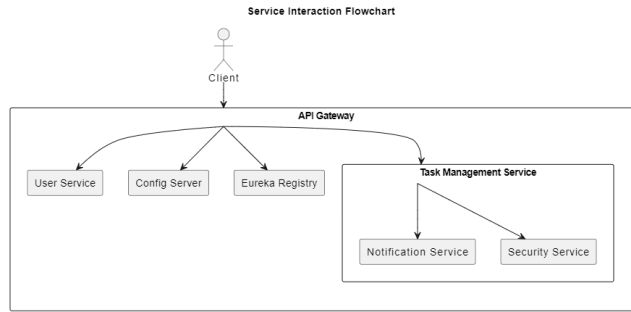 Service Interaction Flowchart
Client
API Gateway
User Service
Config Server
Eureka Registry
Task Management Service
Notification Service
Security Service